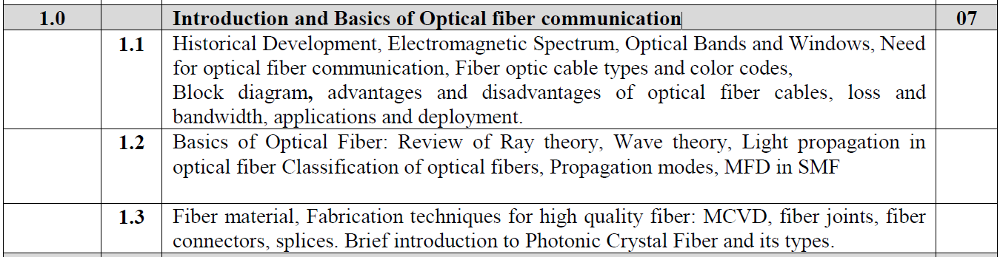 1.0 Introduction and Basics of Optical fiber communication 07
1.1 Historical Development, Electromagnetic Spectrum, Optical Bands and Windows, Need
for optical fiber communication, Fiber optic cable types and color codes,
Block diagram, advantages and disadvantages of optical fiber cables, loss and
bandwidth, applications and deployment.
1.2 Basics of Optical Fiber: Review of Ray theory, Wave theory, Light propagation in
optical fiber Classification of optical fibers, Propagation modes, MFD in SMF
1.3 Fiber material, Fabrication techniques for high quality fiber: MCVD, fiber joints, fiber
connectors, splices. Brief introduction to Photonic Crystal Fiber and its types.